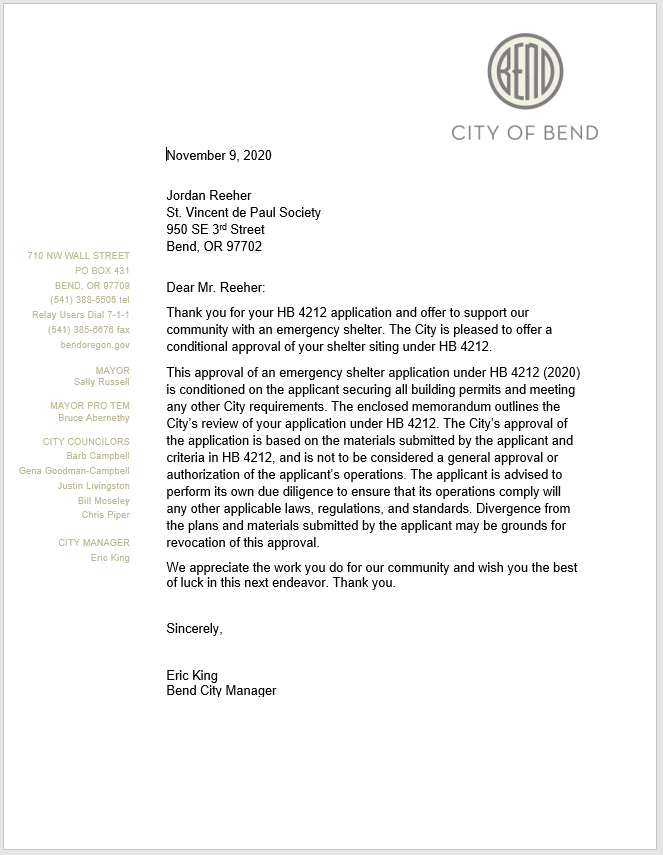 BEND
CITY OF BEND
November 9, 2020
Jordan Reeher
St. Vincent de Paul Society
950 SE 3rd Street
Bend, OR 97702
710 NW WALL STREET
PO BOX 431
BEND, OR 97709
(541) 388-5505 tel
Relay Users Dial 7-1-1
(541) 385-6676 fax
bendoregon.gov
MAYOR
Sally Russell
MAYOR PRO TEM
Bruce Abernethy
CITY COUNCILORS
Barb Campbell
Gena Goodman-Campbell
Justin Livingston
Bill Moseley
Chris Piper
CITY MANAGER
Eric King
Dear Mr. Reeher:
Thank you for your HB 4212 application and offer to support our
community with an emergency shelter. The City is pleased to offer a
conditional approval of your shelter siting under HB 4212.
This approval of an emergency shelter application under HB 4212 (2020)
is conditioned on the applicant securing all building permits and meeting
any other City requirements. The enclosed memorandum outlines the
City's review of your application under HB 4212. The City's approval of
the application is based on the materials submitted by the applicant and
criteria in HB 4212, and is not to be considered a general approval or
authorization of the applicant's operations. The applicant is advised to
perform its own due diligence to ensure that its operations comply will
any other applicable laws, regulations, and standards. Divergence from
the plans and materials submitted by the applicant may be grounds for
revocation of this approval.
We appreciate the work you do for our community and wish you the best
of luck in this next endeavor. Thank you.
Sincerely,
Eric King
Bend City Manager